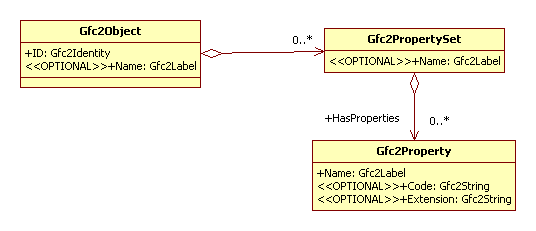 Gfc2Object
+ID: Gfc2Identity
<<OPTIONAL>>+Name: Gfc2Label
0..*
Gfc2PropertySet
<<OPTIONAL>>+Name: Gfc2Label
+HasProperties
0..*
Gfc2Property
+Name: Gfc2Label
<<OPTIONAL>>+Code: Gfc2String
<<OPTIONAL>>+Extension: Gfc2String